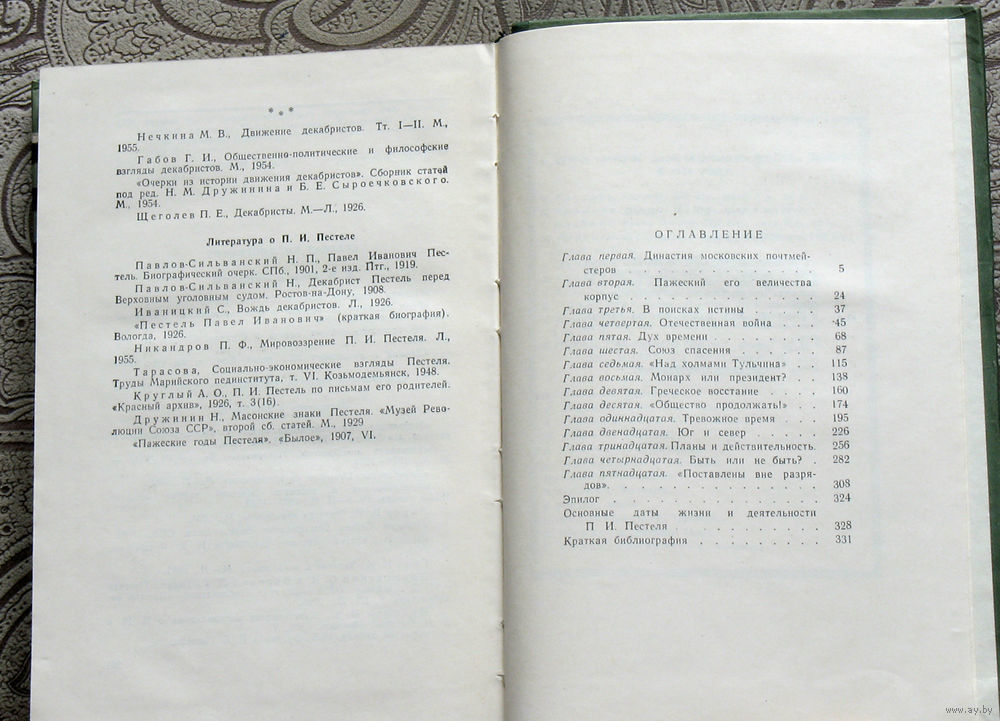 * * *
Нечкина М. В., Движение декабристов. Тт. I—II. М.,
1955.
Габов Г. И., Общественно-политические и философские
взгляды декабристов. М., 1954.
«Очерки из истории движения декабристов». Сборник статей
под ред. Н. М. Дружинина и Б. Е. Сыроечковского.
М., 1954.
Щеголев П. Е., Декабристы. М.—Л., 1926.
Литература о П. И. Пестеле
Павлов-Сильванский Н. П., Павел Иванович Пес-
тель. Биографический очерк. СПб., 1901, 2-е изд. Птг., 1919.
Павлов-Сильванский Н., Декабрист Пестель перед
Верховным уголовным судом. Ростов-на-Дону, 1908.
Иваницкий С., Вождь декабристов. Л., 1926.
«Пестель Павел Иванович» (краткая биография).
Вологда, 1926.
Никандров П. Ф., Мировоззрение П. И. Пестеля. Л.,
1955.
Тарасова, Социально-экономические взгляды Пестеля.
Труды Марийского пединститута, т. VI. Козьмодемьянск, 1948.
Круглый А. О., П. И. Пестель по письмам его родителей.
«Красный архив», 1926, т. 3(16).
Дружинин Н., Масонские знаки Пестеля. «Музей Рево-
люции Союза ССР», второй сб. статей. М., 1929
«Пажеские годы Пестеля». «Былое», 1907, VI.
ОГЛАВЛЕНИЕ
Глава первая. Династия московских почтмей-
стеров . . . . . . . . . . . . 5
Глава вторая. Пажеский его величества
корпус . . . . . . . . . . . . 24
Глава третья. В поисках истины . . . . . 37
Глава четвертая. Отечественная война . . . 45
Глава пятая. Дух времени . . . . . . . 68
Глава шестая. Союз спасения . . . . . 87
Глава седьмая. «Над холмами Тульчина» . . 115
Глава восьмая. Монарх или президент? . . . 138
Глава девятая. Греческое восстание . . . . 160
Глава десятая. «Общество продолжать!» . . 174
Глава одиннадцатая. Тревожное время . . . 195
Глава двенадцатая. Юг и север . . . . 226
Глава тринадцатая. Планы и действительность. 256
Глава четырнадцатая. Быть или не быть? . 282
Глава пятнадцатая. «Поставлены вне разря-
дов». . . . . . . . . . . . . 308
Эпилог . . . . . . . . . . . . 324
Основные даты жизни и деятельности
П. И. Пестеля . . . . . . . . . 328
Краткая библиография . . . . . . . . 331
www.ay.by